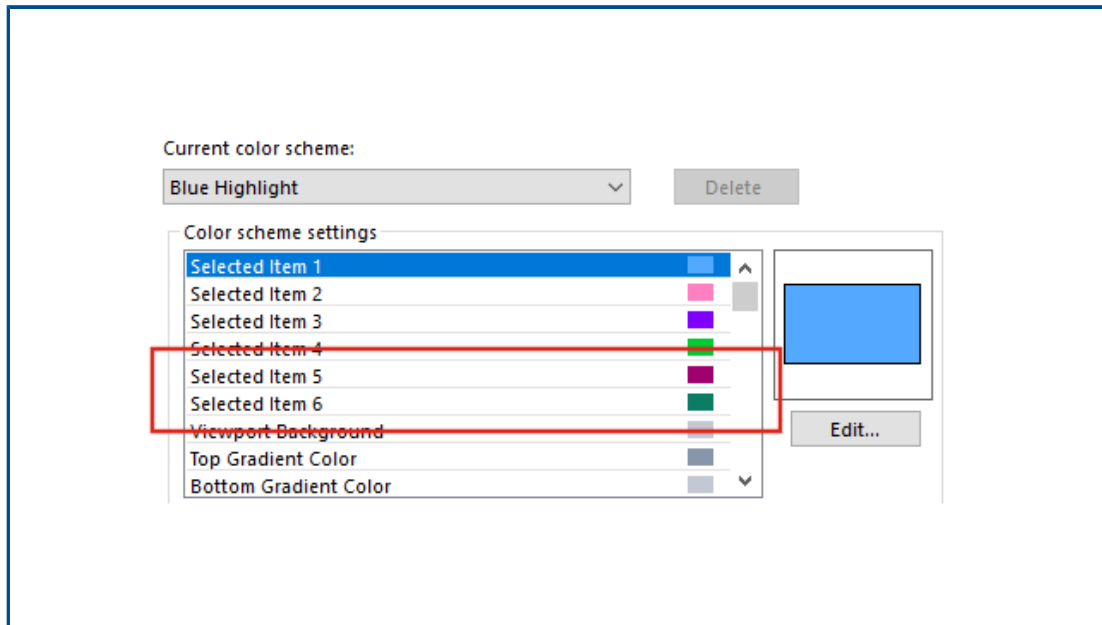 Current color scheme:
Blue Highlight
Delete
Color scheme settings
Selected Item 1
Selected Item 2
Selected Item 3
Selected Item 4
Selected Item 5
Selected Item 6
Viewport Background
Top Gradient Color
Bottom Gradient Color
Edit...